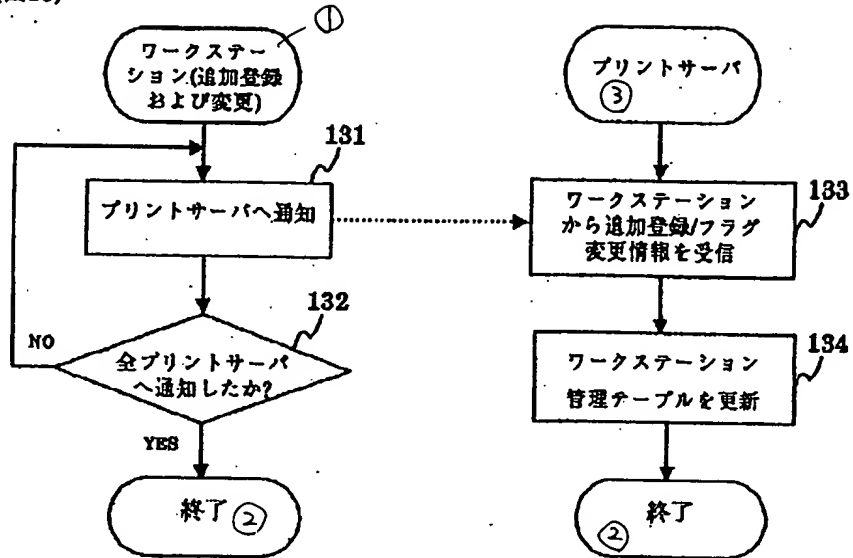 ①
ワークステー
ション(追加登録
および変更)
131
プリントサーバへ通知
132
全プリントサーバ
へ通知したか?
NO
YES
終了 ②
プリントサーバ
③
133
ワークステーション
から追加登録/フラグ
変更情報を受信
134
ワークステーション
管理テーブルを更新
② 終了